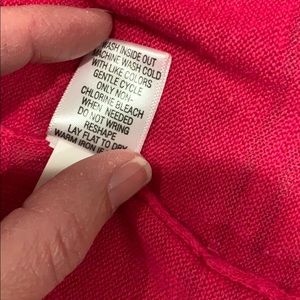 WASH INSIDE OUT
MACHINE WASH COLD
WITH LIKE COLORS
GENTLE CYCLE
ONLY NON-
CHLORINE BLEACH
WHEN NEEDED
DO NOT WRING
RESHAPE
LAY FLAT TO DRY
WARM IRON